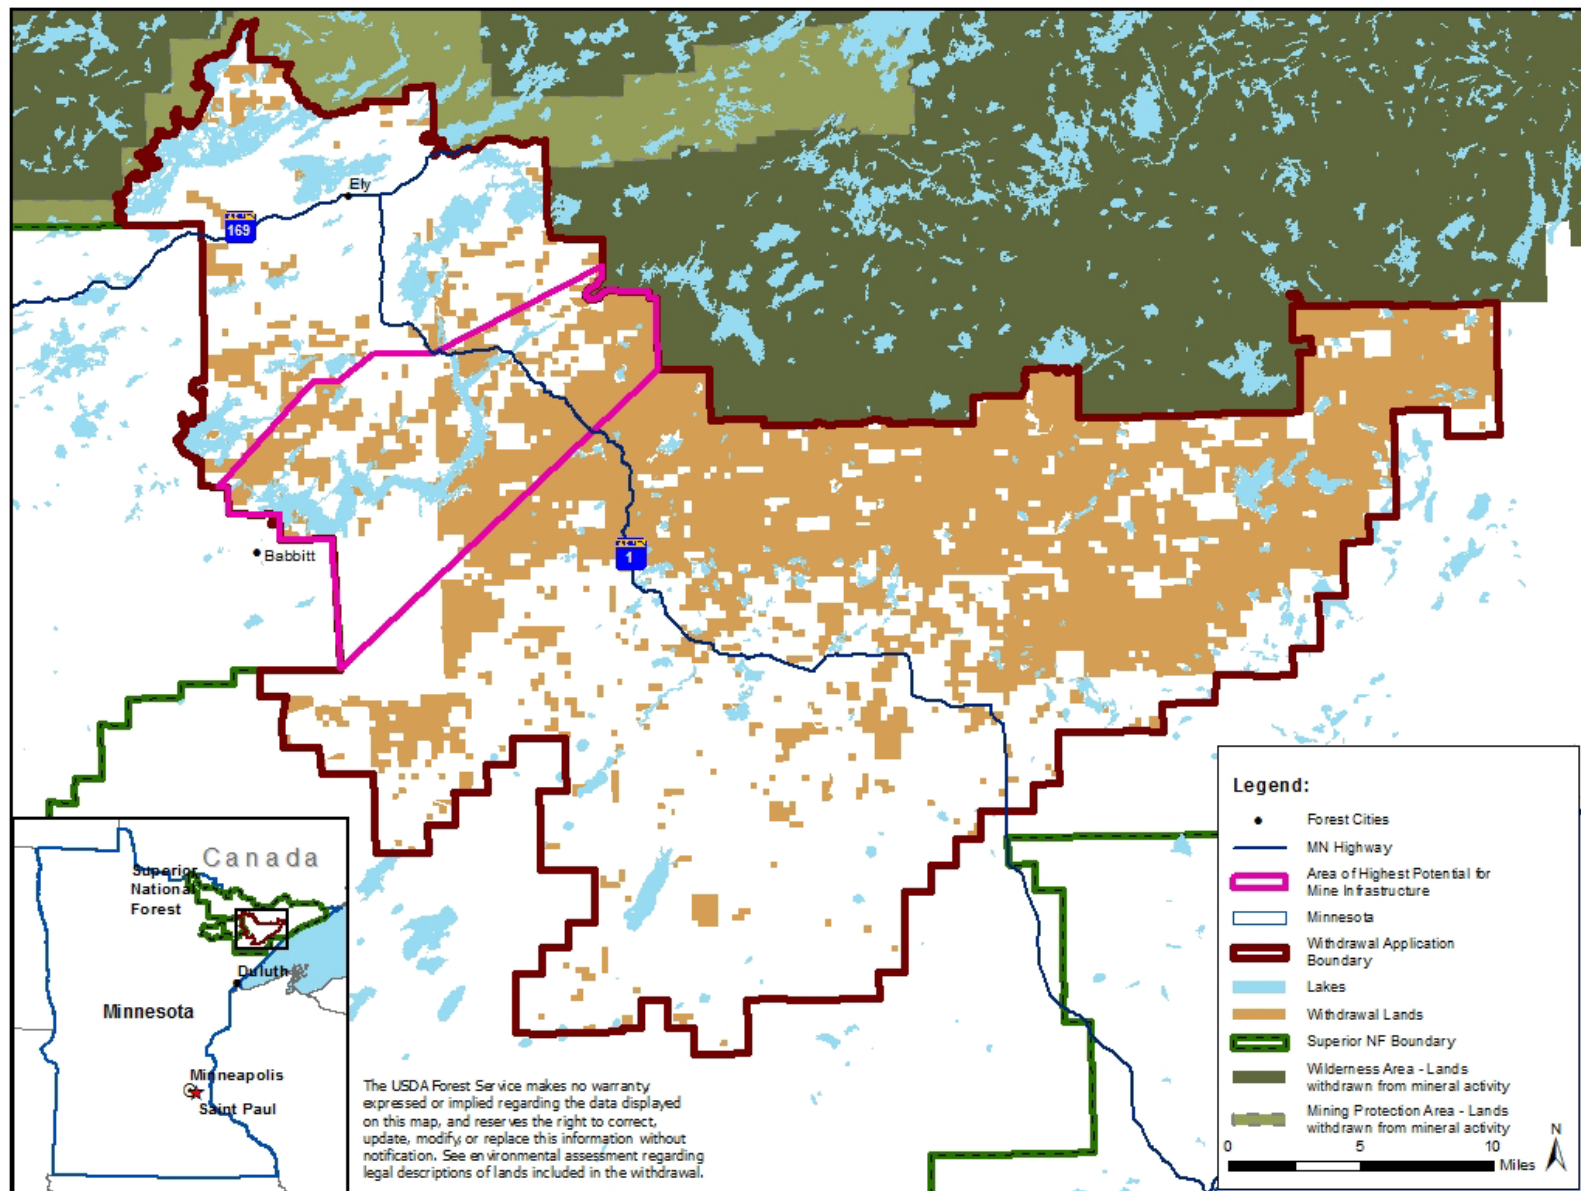 Ely
169
Babbitt
1
Canada
Superior
National
Forest
Duluth
Minnesota
Minneapolis
Saint Paul
The USDA Forest Service makes no warranty,
expressed or implied regarding the data displayed
on this map, and reserves the right to correct,
update, modify, or replace this information without
notification. See environmental assessment regarding
legal descriptions of lands included in the withdrawal.
Legend:
Forest Cities
MN Highway
Area of Highest Potential for
Mine Infrastructure
Minnesota
Withdrawal Application
Boundary
Lakes
Withdrawal Lands
Superior NF Boundary
Wilderness Area - Lands
withdrawn from mineral activity
Mining Protection Area - Lands
withdrawn from mineral activity
N
0 5 10
Miles